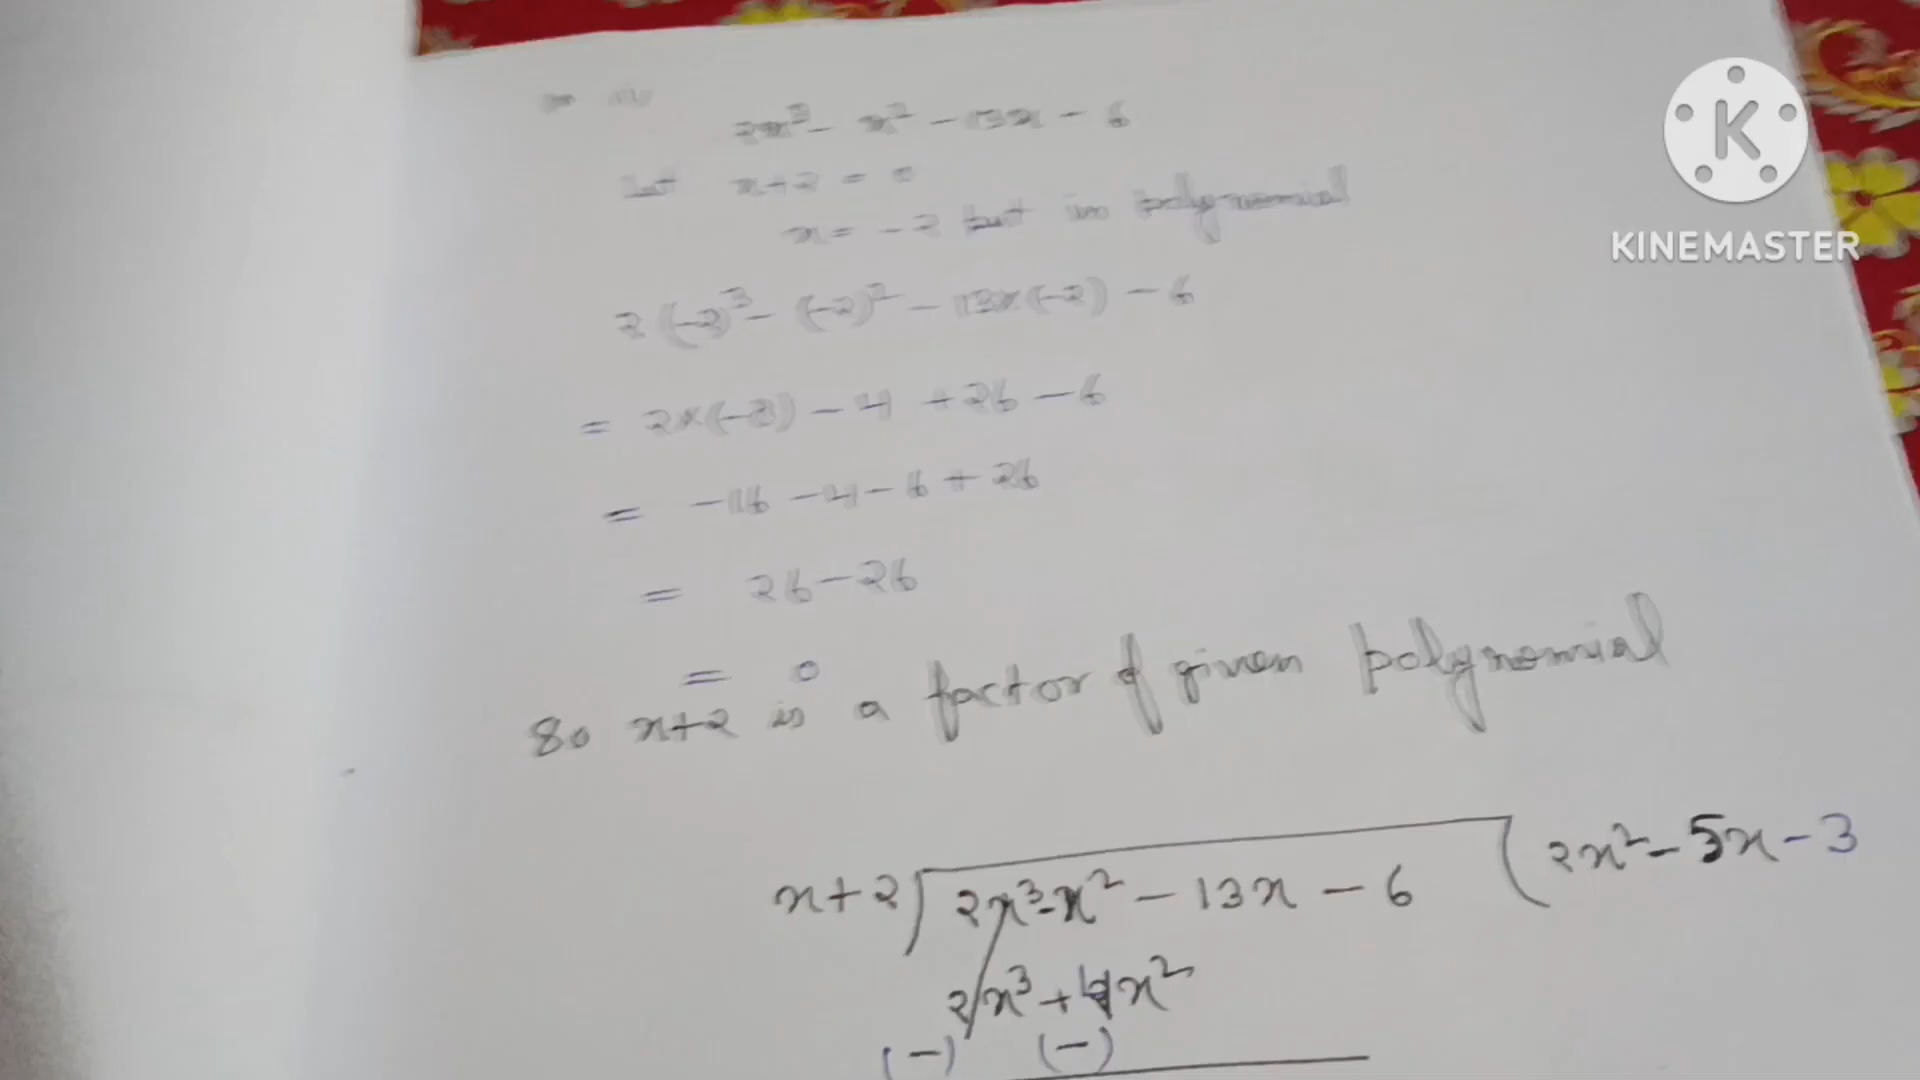 2x³ - x² - 13x - 6
Let x+2 = 0
x = -2 put in polynomial
2(-2)³ - (-2)² - 13×(-2) - 6
= 2×(-8) - 4 + 26 - 6
= -16 - 4 - 6 + 26
= 26 - 26
= 0
So x+2 is a factor of given polynomial
x+2) 2x³-x² - 13x - 6 (2x² - 5x - 3
2x³ + 4x²
(-) (-)
K
KINEMASTER